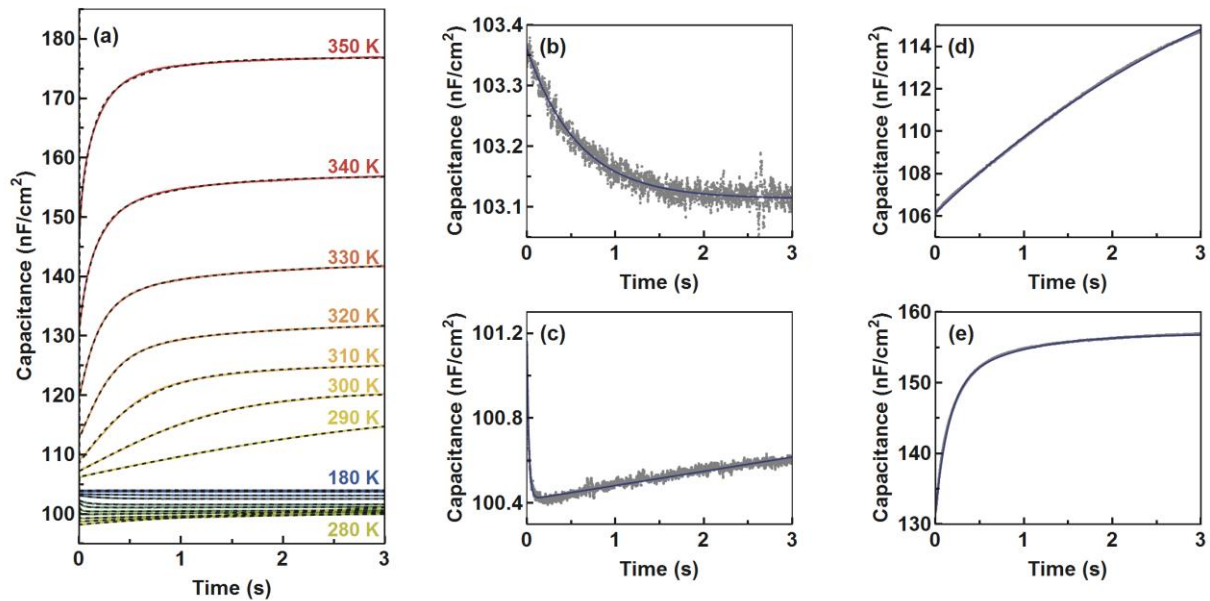 (a)
Capacitance (nF/cm²)
180
170
160
150
140
130
120
110
100
350 K
340 K
330 K
320 K
310 K
300 K
290 K
180 K
280 K
0 1 2 3
Time (s)
(b)
Capacitance (nF/cm²)
103.4
103.3
103.2
103.1
0 1 2 3
Time (s)
(c)
Capacitance (nF/cm²)
101.2
100.8
100.4
0 1 2 3
Time (s)
(d)
Capacitance (nF/cm²)
114
112
110
108
106
0 1 2 3
Time (s)
(e)
Capacitance (nF/cm²)
160
150
140
130
0 1 2 3
Time (s)